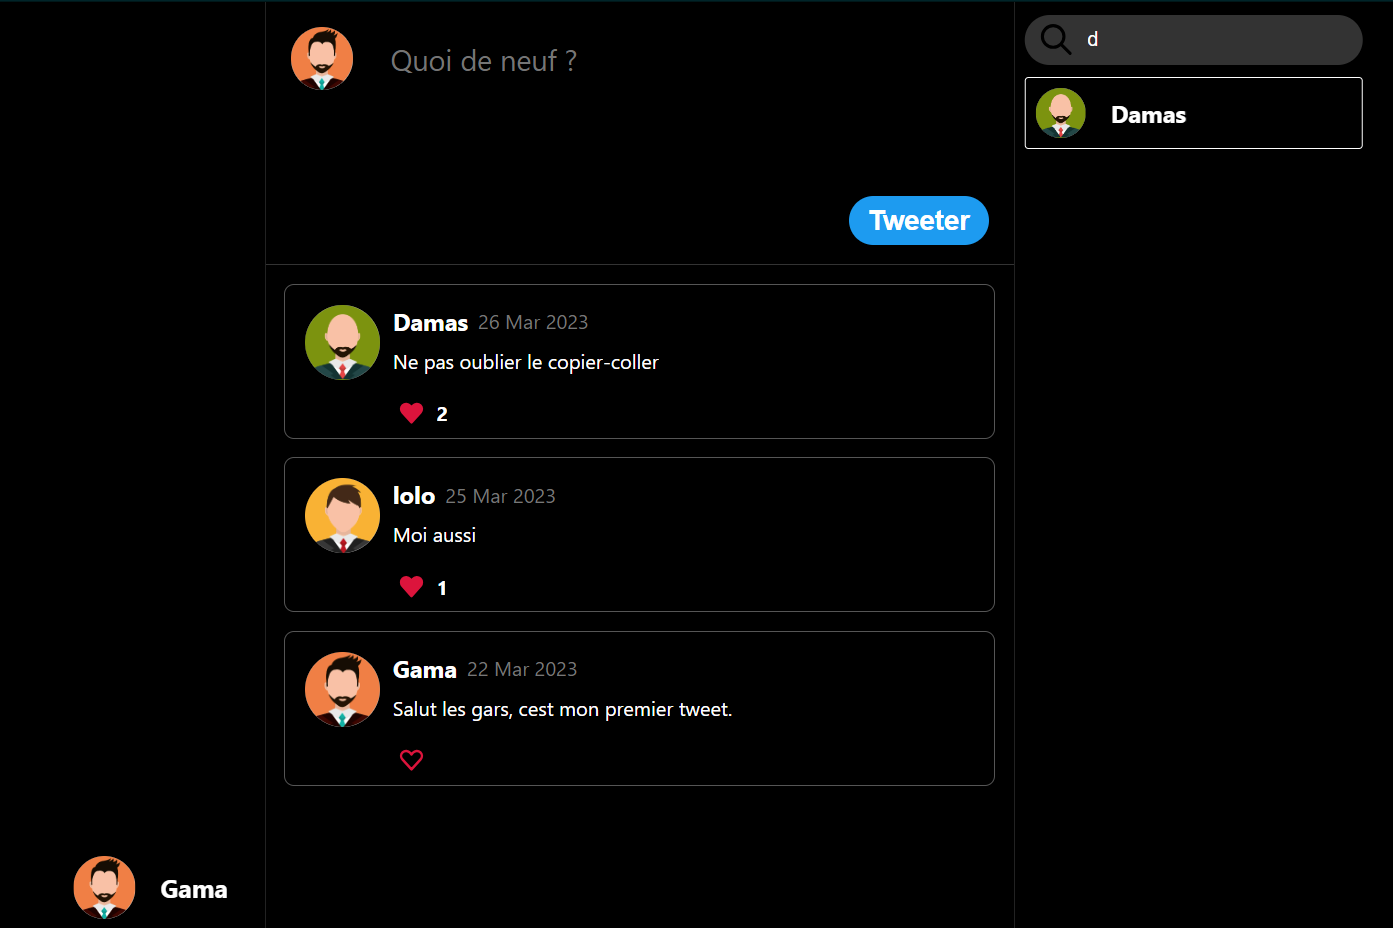 Quoi de neuf ?
Tweeter
Damas 26 Mar 2023
Ne pas oublier le copier-coller
2
lolo 25 Mar 2023
Moi aussi
1
Gama 22 Mar 2023
Salut les gars, cest mon premier tweet.
Gama
d
Damas